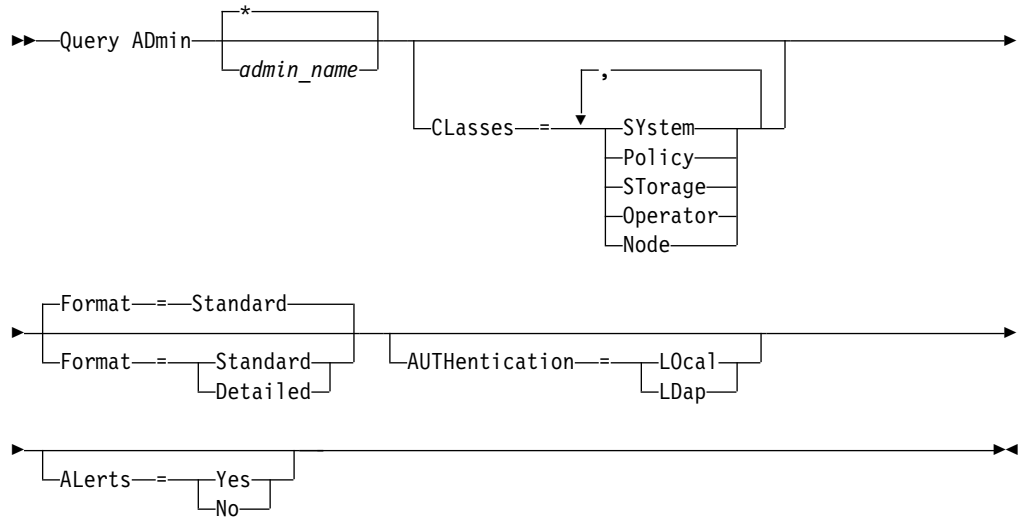 *
Query ADmin
admin_name
,
CLasses = SYstem
Policy
STorage
Operator
Node
Format = Standard
Format = Standard
Detailed
AUTHentication = LOcal
LDap
ALerts = Yes
No